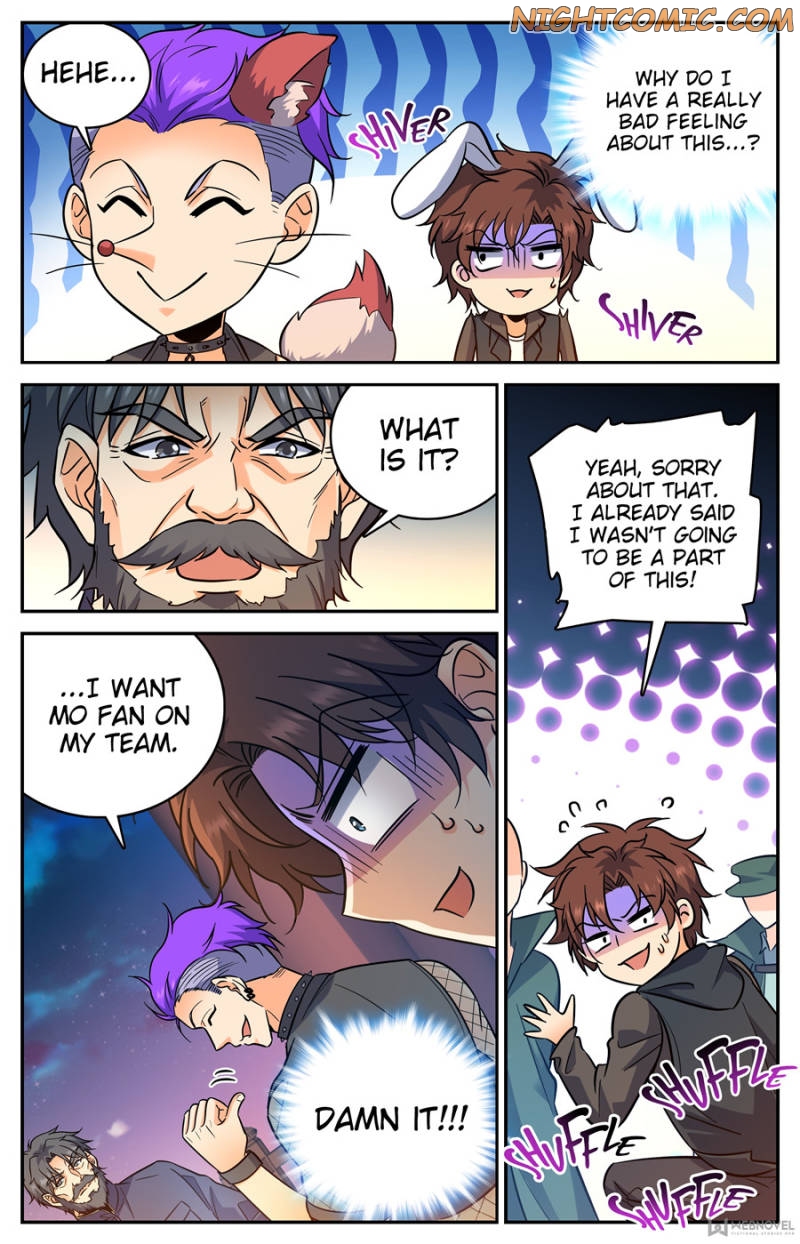 NIGHTCOMIC.COM
HEHE...
SHIVER
WHY DO I
HAVE A REALLY
BAD FEELING
ABOUT THIS...?
SHIVER
WHAT
IS IT?
YEAH, SORRY
ABOUT THAT.
I ALREADY SAID
I WASN'T GOING
TO BE A PART
OF THIS!
...I WANT
MO FAN ON
MY TEAM.
DAMN IT!!!
SHUFFLE
SHUFFLE
SHUFFLE
WEBNOVEL